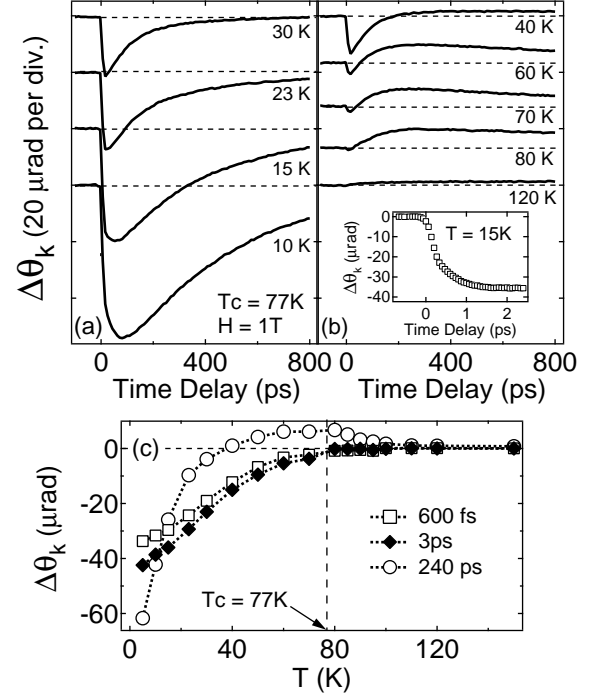 Δθk (20 μrad per div.)
30 K
23 K
15 K
10 K
Tc = 77K
H = 1T
(a)
0 400 800
Time Delay (ps)
40 K
60 K
70 K
80 K
120 K
T = 15K
Δθk (μrad)
0
-10
-20
-30
-40
0 1 2
Time Delay (ps)
(b)
0 400 800
Time Delay (ps)
(c)
Δθk (μrad)
0
-20
-40
-60
600 fs
3ps
240 ps
Tc = 77K
0 40 80 120
T (K)